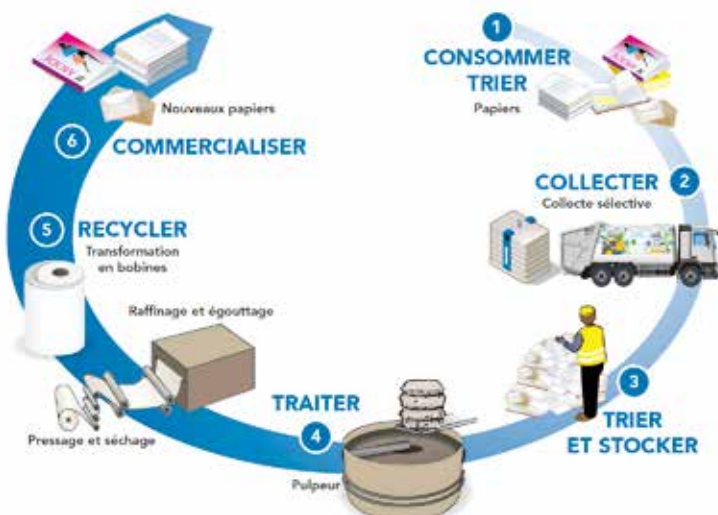 1
CONSOMMER
TRIER
Papiers
2
COLLECTER
Collecte sélective
3
TRIER
ET STOCKER
TRAITER
4
Pulpeur
Raffinage et égouttage
Pressage et séchage
5
RECYCLER
Transformation
en bobines
6
COMMERCIALISER
Nouveaux papiers